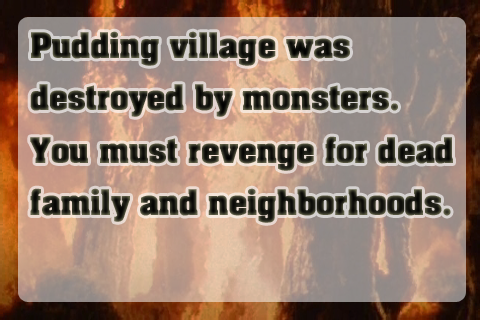 Pudding village was
destroyed by monsters.
You must revenge for dead
family and neighborhoods.